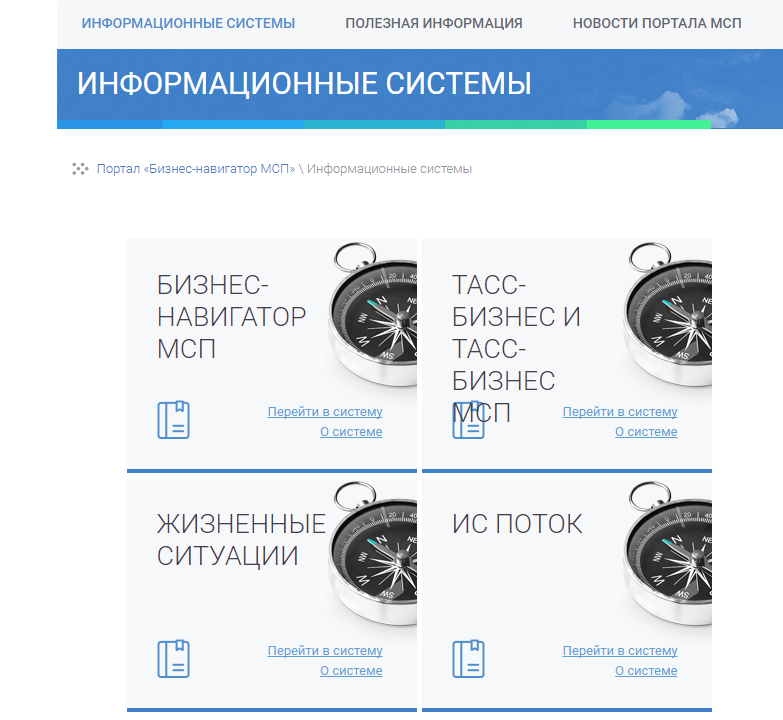 ИНФОРМАЦИОННЫЕ СИСТЕМЫ ПОЛЕЗНАЯ ИНФОРМАЦИЯ НОВОСТИ ПОРТАЛА МСП
ИНФОРМАЦИОННЫЕ СИСТЕМЫ
Портал «Бизнес-навигатор МСП» \ Информационные системы
БИЗНЕС-
НАВИГАТОР
МСП
Перейти в систему
О системе
ТАСС-
БИЗНЕС И
ТАСС-
БИЗНЕС
МСП
Перейти в систему
О системе
ЖИЗНЕННЫЕ
СИТУАЦИИ
Перейти в систему
О системе
ИС ПОТОК
Перейти в систему
О системе